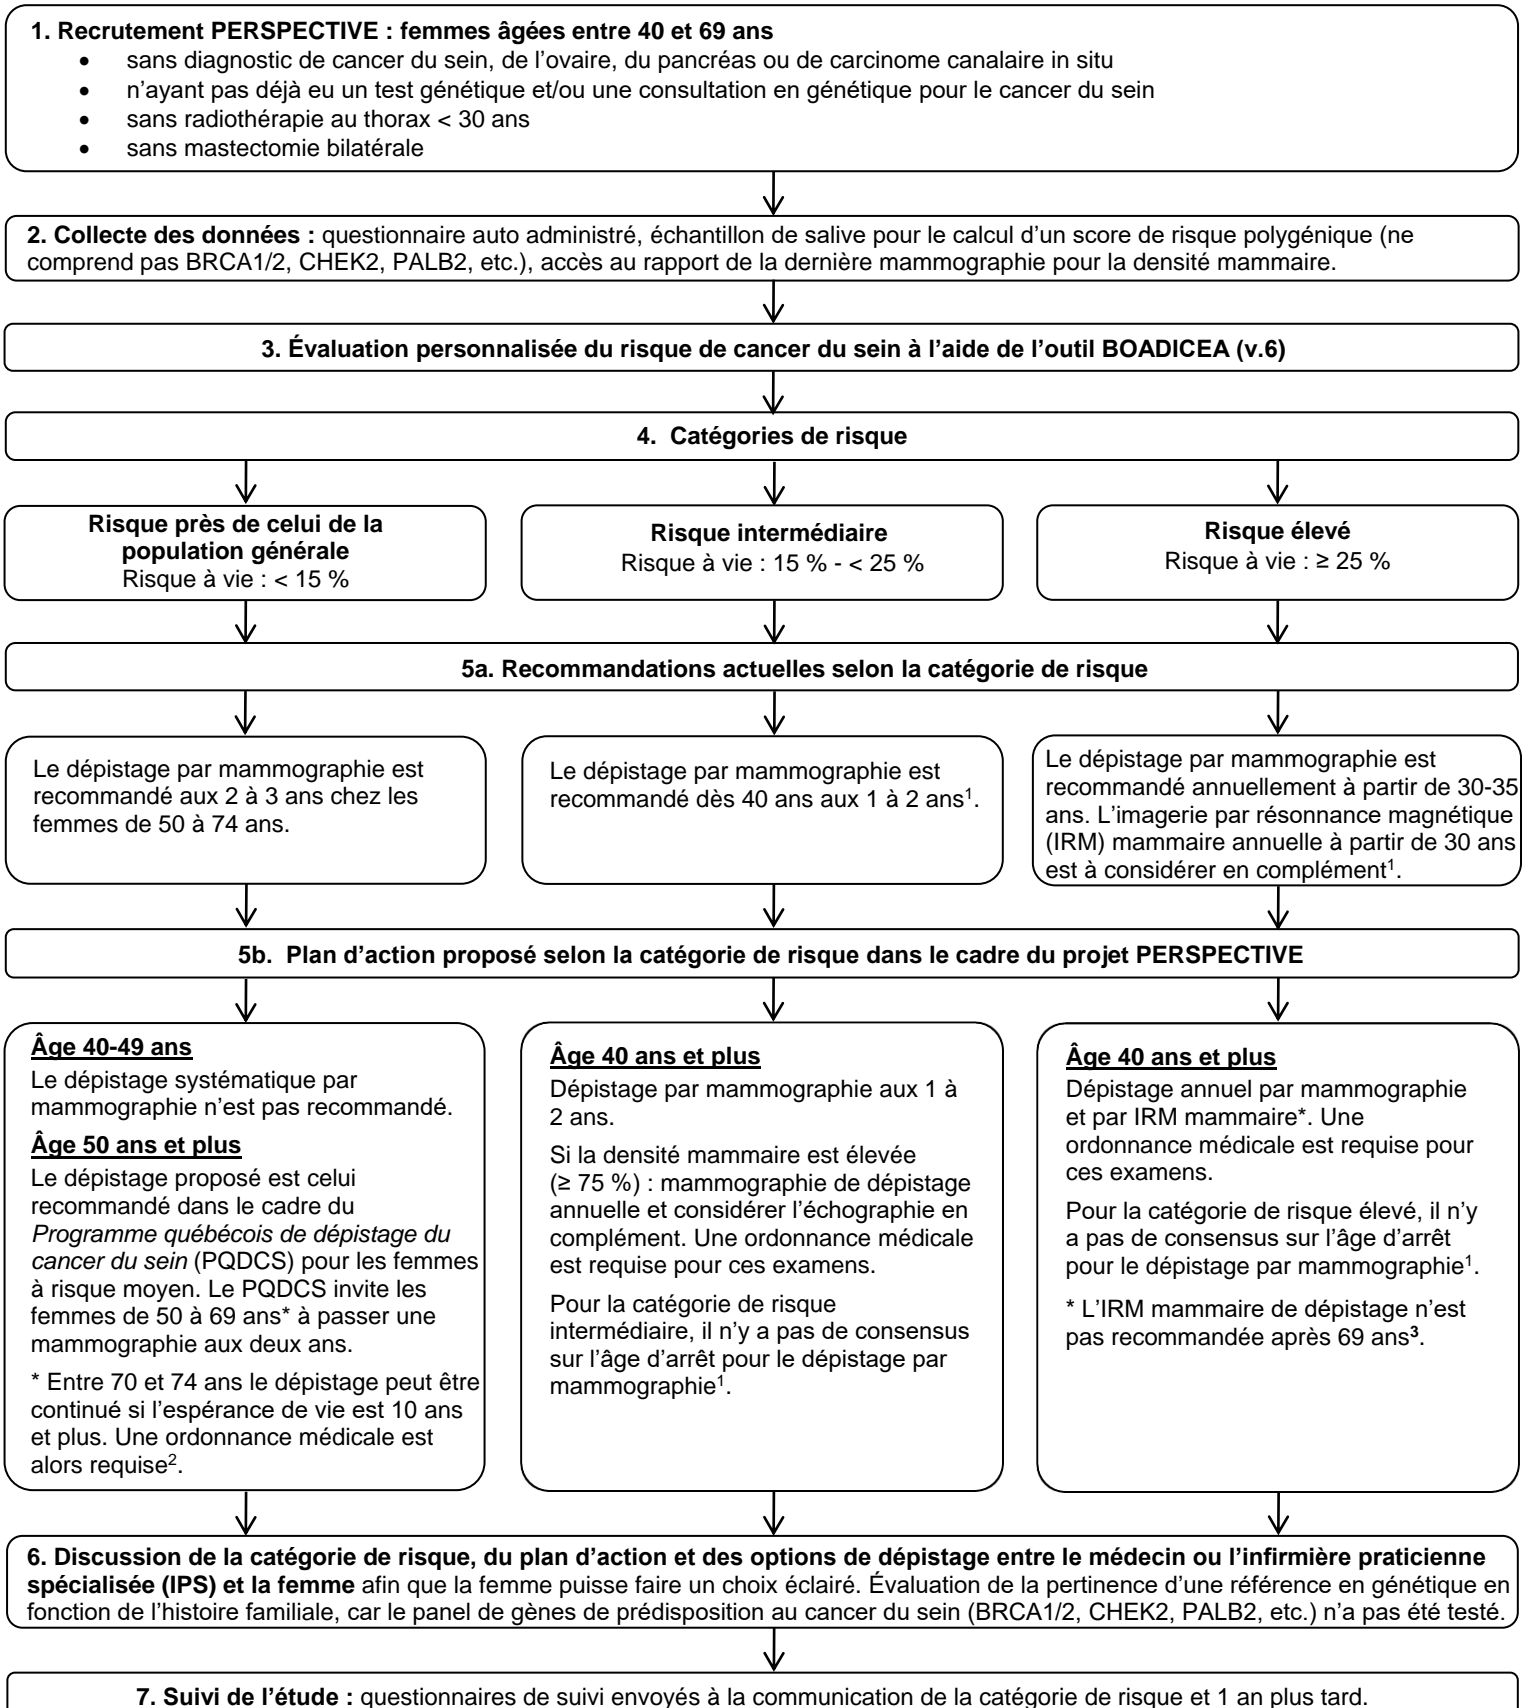 1. Recrutement PERSPECTIVE : femmes âgées entre 40 et 69 ans
• sans diagnostic de cancer du sein, de l’ovaire, du pancréas ou de carcinome canalaire in situ
• n’ayant pas déjà eu un test génétique et/ou une consultation en génétique pour le cancer du sein
• sans radiothérapie au thorax < 30 ans
• sans mastectomie bilatérale
2. Collecte des données : questionnaire auto administré, échantillon de salive pour le calcul d’un score de risque polygénique (ne
comprend pas BRCA1/2, CHEK2, PALB2, etc.), accès au rapport de la dernière mammographie pour la densité mammaire.
3. Évaluation personnalisée du risque de cancer du sein à l’aide de l’outil BOADICEA (v.6)
4. Catégories de risque
Risque près de celui de la
population générale
Risque à vie : < 15 %
Risque intermédiaire
Risque à vie : 15 % - < 25 %
Risque élevé
Risque à vie : ≥ 25 %
5a. Recommandations actuelles selon la catégorie de risque
Le dépistage par mammographie est
recommandé aux 2 à 3 ans chez les
femmes de 50 à 74 ans.
Le dépistage par mammographie est
recommandé dès 40 ans aux 1 à 2 ans¹.
Le dépistage par mammographie est
recommandé annuellement à partir de 30-35
ans. L’imagerie par résonnance magnétique
(IRM) mammaire annuelle à partir de 30 ans
est à considérer en complément¹.
5b. Plan d’action proposé selon la catégorie de risque dans le cadre du projet PERSPECTIVE
Âge 40-49 ans
Le dépistage systématique par
mammographie n’est pas recommandé.
Âge 50 ans et plus
Le dépistage proposé est celui
recommandé dans le cadre du
Programme québécois de dépistage du
cancer du sein (PQDCS) pour les femmes
à risque moyen. Le PQDCS invite les
femmes de 50 à 69 ans* à passer une
mammographie aux deux ans.
* Entre 70 et 74 ans le dépistage peut être
continué si l’espérance de vie est 10 ans
et plus. Une ordonnance médicale est
alors requise².
Âge 40 ans et plus
Dépistage par mammographie aux 1 à
2 ans.
Si la densité mammaire est élevée
(≥ 75 %) : mammographie de dépistage
annuelle et considérer l’échographie en
complément. Une ordonnance médicale
est requise pour ces examens.
Pour la catégorie de risque
intermédiaire, il n’y a pas de consensus
sur l’âge d’arrêt pour le dépistage par
mammographie¹.
Âge 40 ans et plus
Dépistage annuel par mammographie
et par IRM mammaire*. Une
ordonnance médicale est requise pour
ces examens.
Pour la catégorie de risque élevé, il n’y
a pas de consensus sur l’âge d’arrêt
pour le dépistage par mammographie¹.
* L’IRM mammaire de dépistage n’est
pas recommandée après 69 ans³.
6. Discussion de la catégorie de risque, du plan d’action et des options de dépistage entre le médecin ou l’infirmière praticienne
spécialisée (IPS) et la femme afin que la femme puisse faire un choix éclairé. Évaluation de la pertinence d’une référence en génétique en
fonction de l’histoire familiale, car le panel de gènes de prédisposition au cancer du sein (BRCA1/2, CHEK2, PALB2, etc.) n’a pas été testé.
7. Suivi de l’étude : questionnaires de suivi envoyés à la communication de la catégorie de risque et 1 an plus tard.